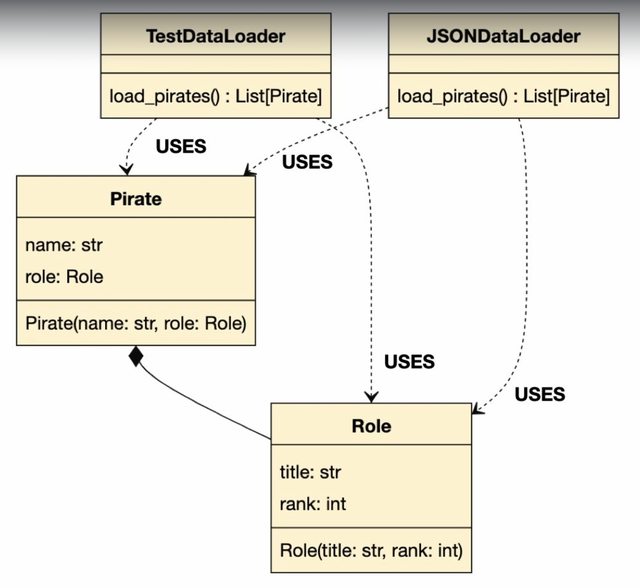 TestDataLoader
load_pirates() : List[Pirate]
JSONDataLoader
load_pirates() : List[Pirate]
USES
USES
Pirate
name: str
role: Role
Pirate(name: str, role: Role)
USES
USES
Role
title: str
rank: int
Role(title: str, rank: int)